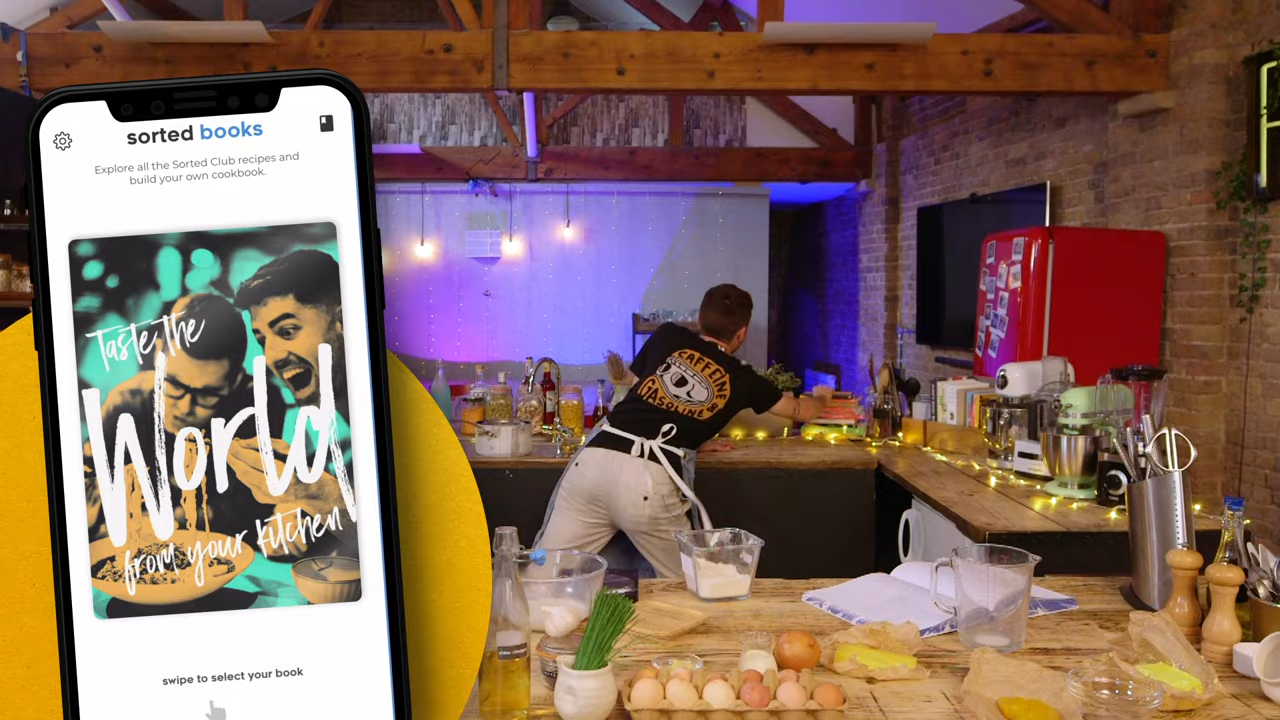 sorted books
Explore all the Sorted Club recipes and
build your own cookbook.
Taste the
World
from your kitchen
swipe to select your book
CAFFEINE
&
GASOLINE